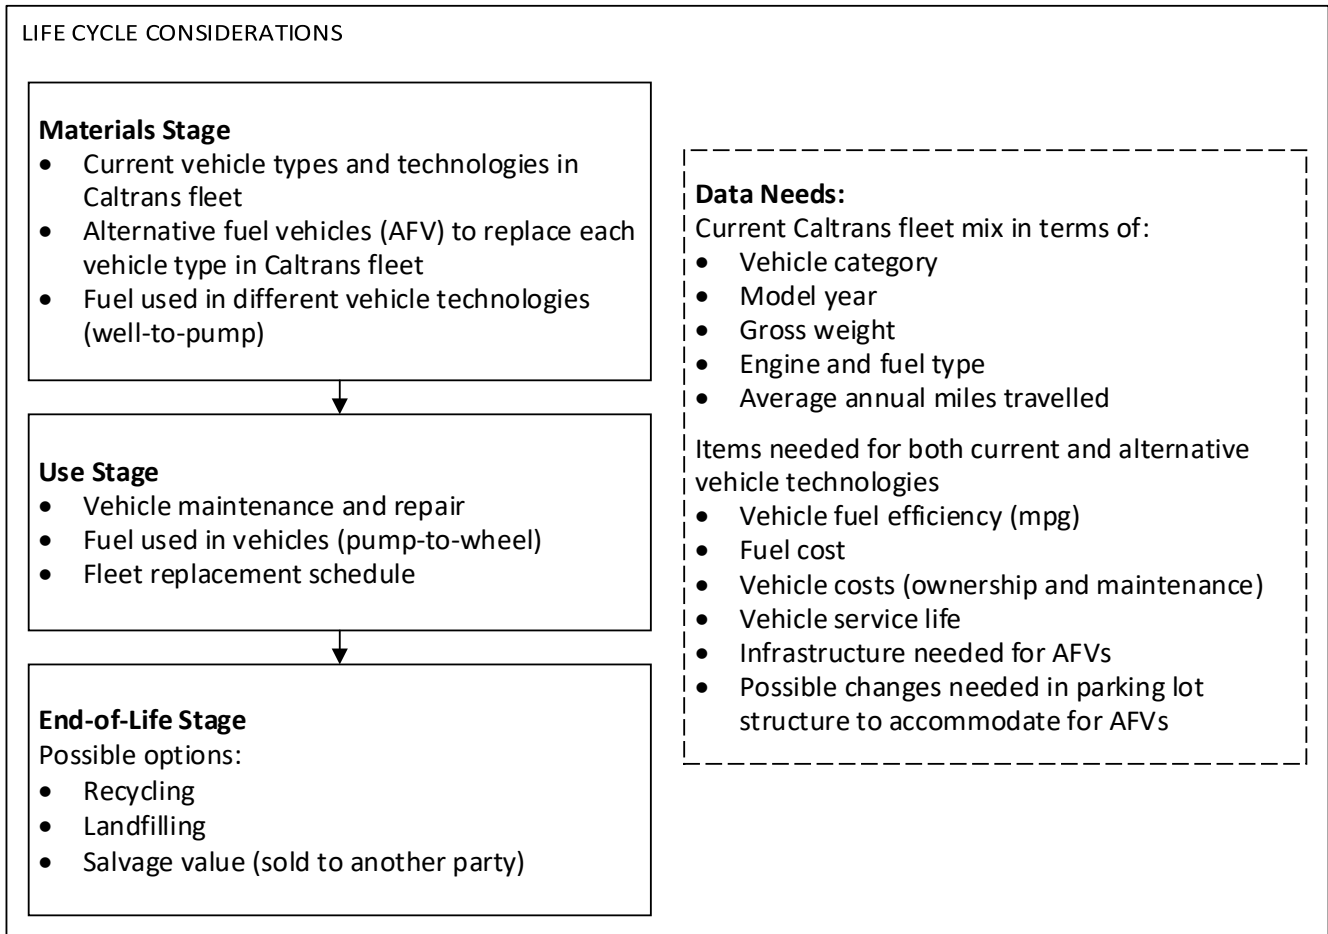 LIFE CYCLE CONSIDERATIONS
Materials Stage
• Current vehicle types and technologies in
Caltrans fleet
• Alternative fuel vehicles (AFV) to replace each
vehicle type in Caltrans fleet
• Fuel used in different vehicle technologies
(well-to-pump)
Use Stage
• Vehicle maintenance and repair
• Fuel used in vehicles (pump-to-wheel)
• Fleet replacement schedule
End-of-Life Stage
Possible options:
• Recycling
• Landfilling
• Salvage value (sold to another party)
Data Needs:
Current Caltrans fleet mix in terms of:
• Vehicle category
• Model year
• Gross weight
• Engine and fuel type
• Average annual miles travelled
Items needed for both current and alternative
vehicle technologies
• Vehicle fuel efficiency (mpg)
• Fuel cost
• Vehicle costs (ownership and maintenance)
• Vehicle service life
• Infrastructure needed for AFVs
• Possible changes needed in parking lot
structure to accommodate for AFVs